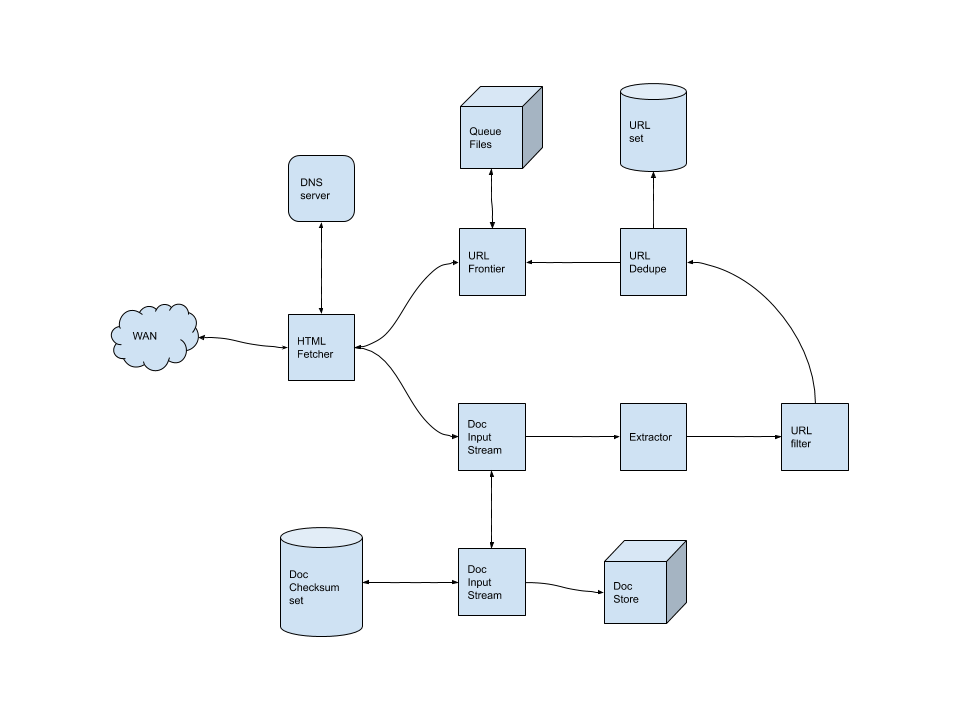 Queue
Files
URL
set
DNS
server
URL
Frontier
URL
Dedupe
WAN
HTML
Fetcher
Doc
Input
Stream
Extractor
URL
filter
Doc
Checksum
set
Doc
Input
Stream
Doc
Store